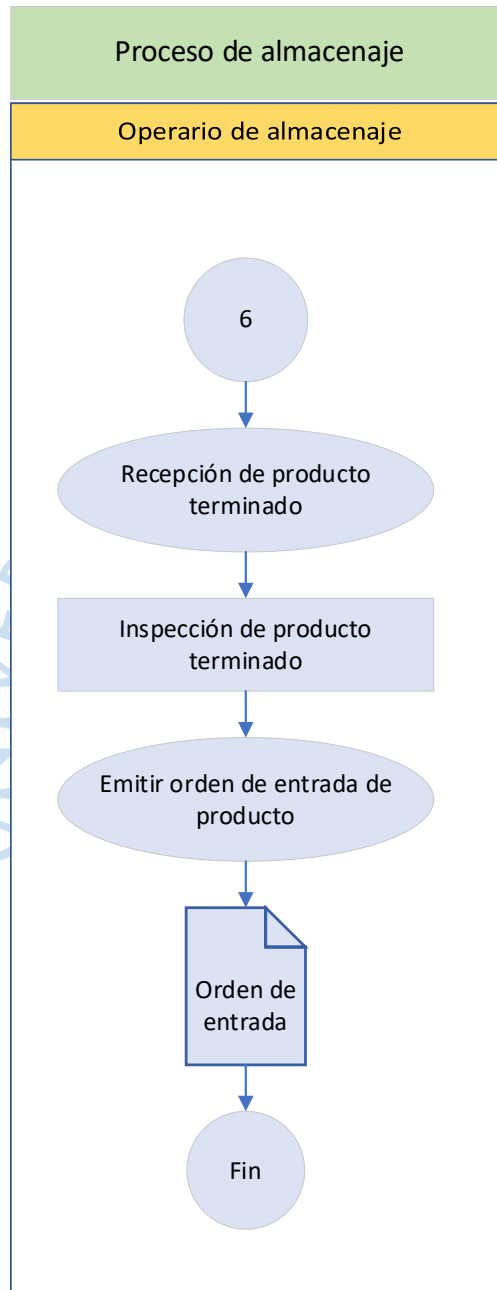 Proceso de almacenaje
Operario de almacenaje
6
Recepción de producto
terminado
Inspección de producto
terminado
Emitir orden de entrada de
producto
Orden de
entrada
Fin